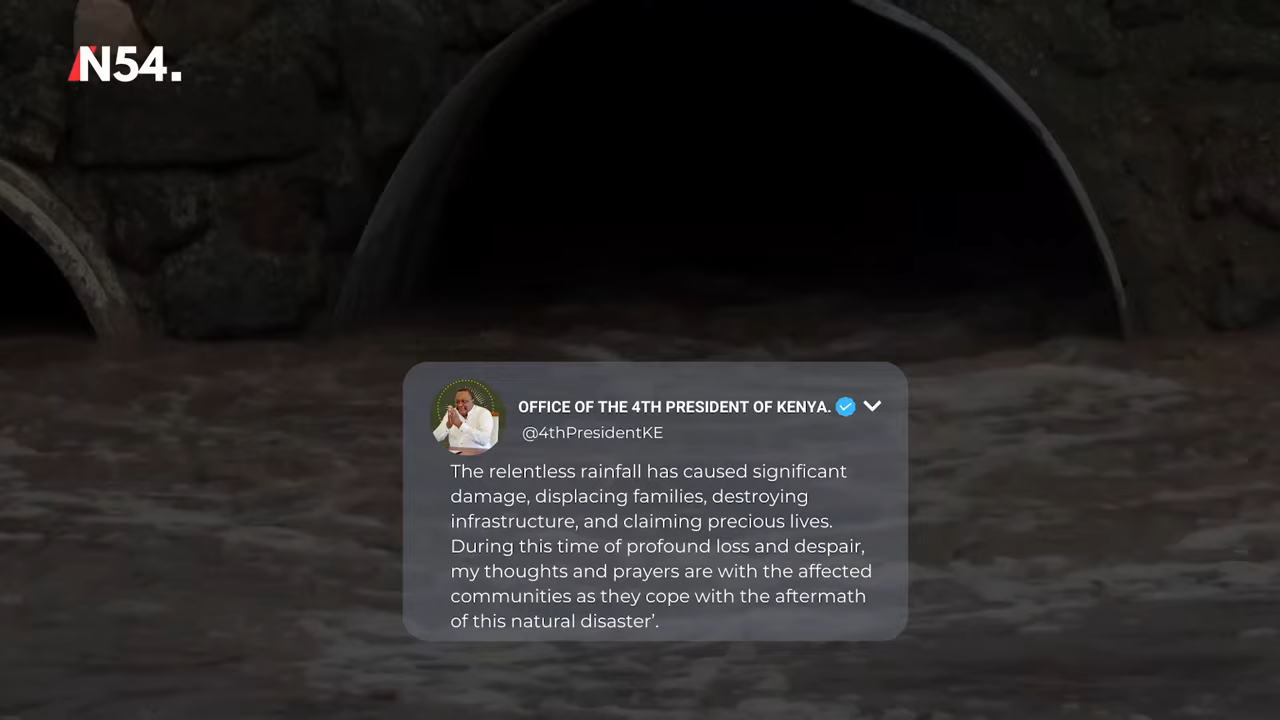 N54.
OFFICE OF THE 4TH PRESIDENT OF KENYA.
@4thPresidentKE
The relentless rainfall has caused significant
damage, displacing families, destroying
infrastructure, and claiming precious lives.
During this time of profound loss and despair,
my thoughts and prayers are with the affected
communities as they cope with the aftermath
of this natural disaster’.